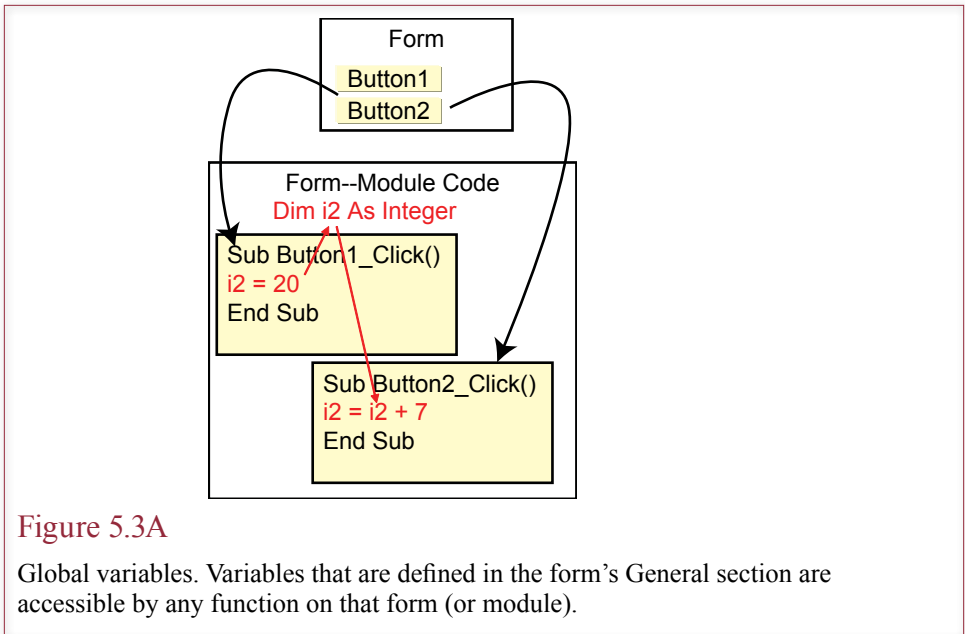 Form
Button1
Button2
Form--Module Code
Dim i2 As Integer
Sub Button1_Click()
i2 = 20
End Sub
Sub Button2_Click()
i2 = i2 + 7
End Sub
Figure 5.3A
Global variables. Variables that are defined in the form’s General section are
accessible by any function on that form (or module).